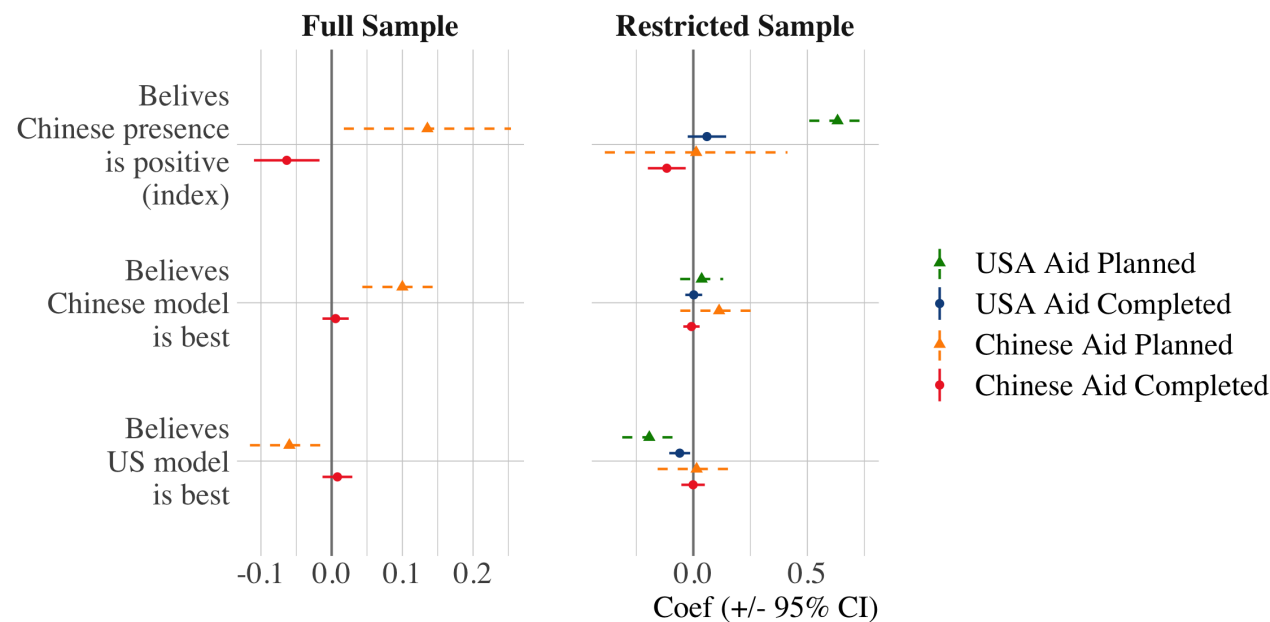 Full Sample
Restricted Sample
Belives
Chinese presence
is positive
(index)
Believes
Chinese model
is best
Believes
US model
is best
-0.1 0.0 0.1 0.2
0.0 0.5
Coef (+/- 95% CI)
USA Aid Planned
USA Aid Completed
Chinese Aid Planned
Chinese Aid Completed